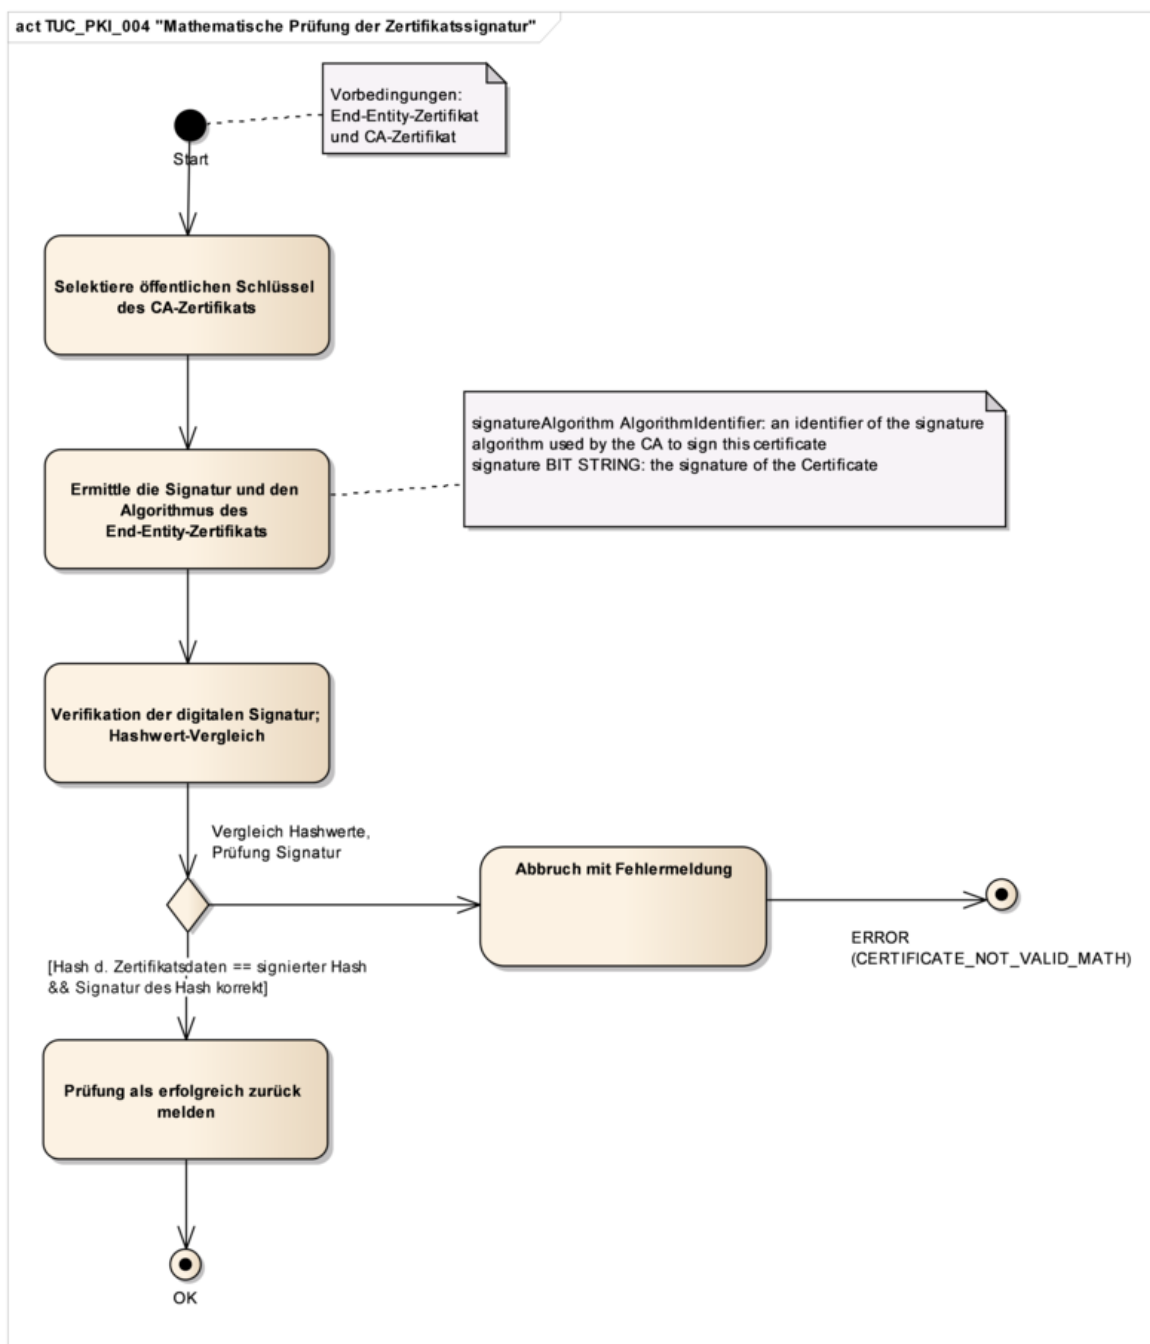 act TUC_PKI_004 "Mathematische Prüfung der Zertifikatssignatur"
Vorbedingungen:
End-Entity-Zertifikat
und CA-Zertifikat
Start
Selektiere öffentlichen Schlüssel
des CA-Zertifikats
signatureAlgorithm AlgorithmIdentifier: an identifier of the signature
algorithm used by the CA to sign this certificate
signature BIT STRING: the signature of the Certificate
Ermittle die Signatur und den
Algorithmus des
End-Entity-Zertifikats
Verifikation der digitalen Signatur;
Hashwert-Vergleich
Vergleich Hashwerte,
Prüfung Signatur
Abbruch mit Fehlermeldung
ERROR
(CERTIFICATE_NOT_VALID_MATH)
[Hash d. Zertifikatsdaten == signierter Hash
&& Signatur des Hash korrekt]
Prüfung als erfolgreich zurück
melden
OK